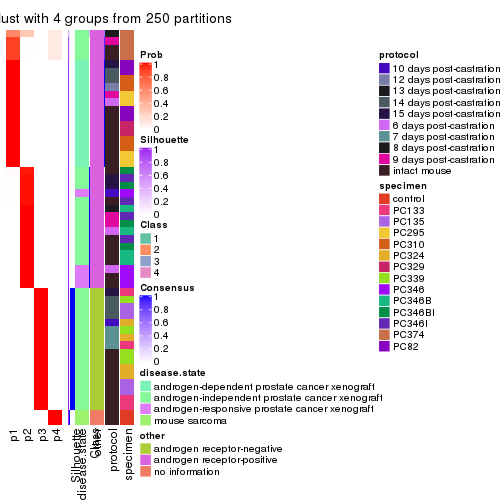 lust with 4 groups from 250 partitions
Prob
1
0.8
0.6
0.4
0.2
0
Silhouette
1
0.8
0.6
0.4
0.2
0
Class
1
2
3
4
Consensus
1
0.8
0.6
0.4
0.2
0
disease.state
androgen-dependent prostate cancer xenograft
androgen-independent prostate cancer xenograft
androgen-responsive prostate cancer xenograft
mouse sarcoma
other
androgen receptor-negative
androgen receptor-positive
no information
protocol
10 days post-castration
12 days post-castration
13 days post-castration
14 days post-castration
15 days post-castration
6 days post-castration
7 days post-castration
8 days post-castration
9 days post-castration
intact mouse
specimen
control
PC133
PC135
PC295
PC310
PC324
PC329
PC339
PC346
PC346B
PC346BI
PC346I
PC374
PC82
p1
p2
p3
p4
Silhouette
disease.state
Class
other
protocol
specimen